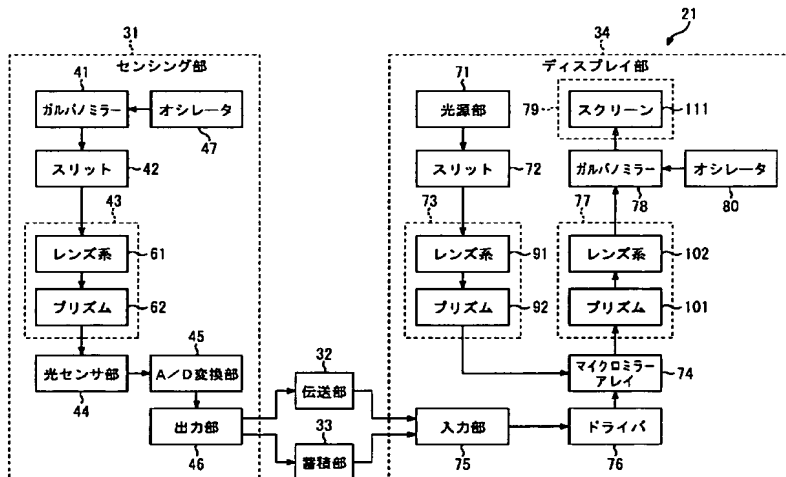 21
31
センシング部
41
ガルバノミラー
オシレータ
47
スリット
42
43
レンズ系
61
プリズム
62
光センサ部
44
45
A/D変換部
出力部
46
32
伝送部
33
蓄積部
34
ディスプレイ部
71
光源部
スリット
72
73
レンズ系
91
プリズム
92
79
スクリーン
111
ガルバノミラー
78
オシレータ
80
77
レンズ系
102
プリズム
101
マイクロミラー
アレイ
74
入力部
75
ドライバ
76